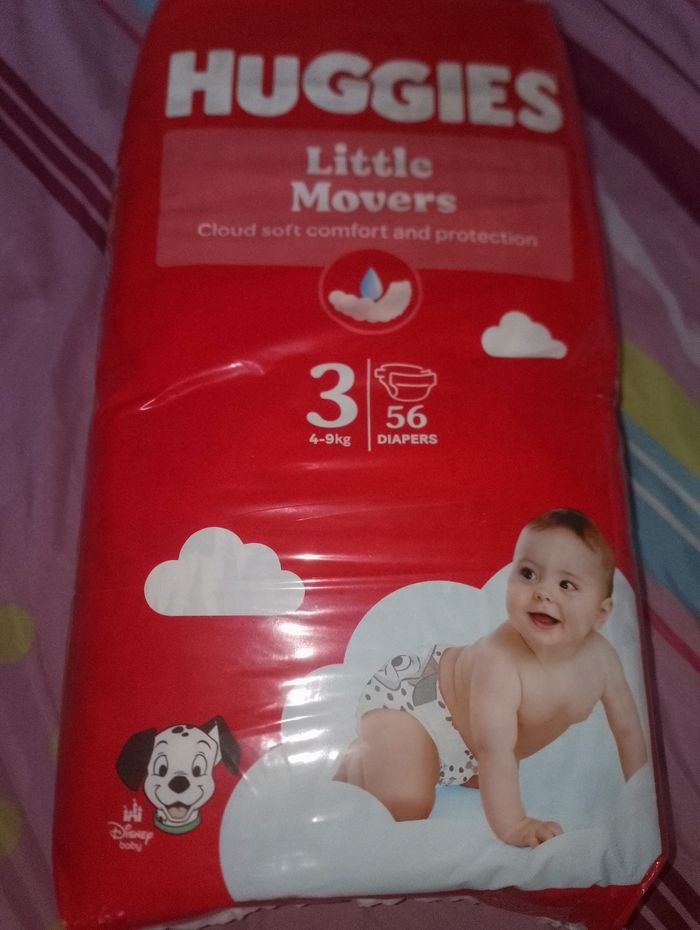 HUGGIES
Little
Movers
Cloud soft comfort and protection
3
4-9kg
56
DIAPERS
Disney
baby